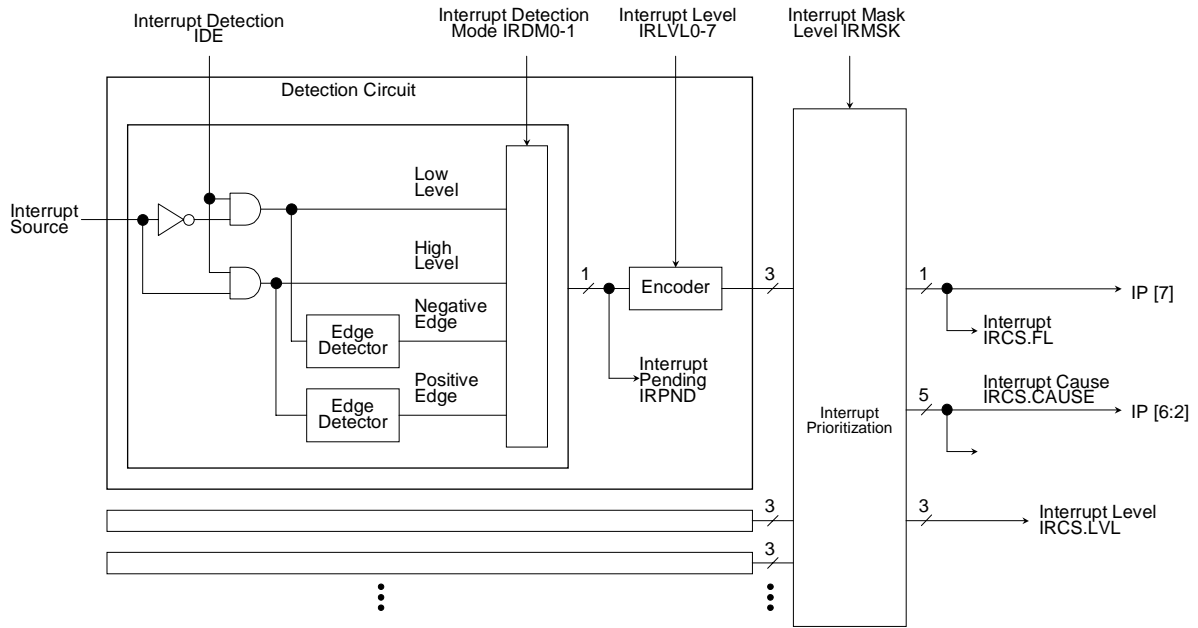 Interrupt Detection
IDE
Interrupt Detection
Mode IRDM0-1
Interrupt Level
IRLVL0-7
Interrupt Mask
Level IRMSK
Detection Circuit
Low
Level
Interrupt
Source
High
Level
1
Encoder
3
1
IP [7]
Negative
Edge
Edge
Detector
Interrupt
IRCS.FL
Interrupt
Pending
IRPND
Positive
Edge
Edge
Detector
Interrupt
Prioritization
5
Interrupt Cause
IRCS.CAUSE
IP [6:2]
3
3
Interrupt Level
IRCS.LVL
3